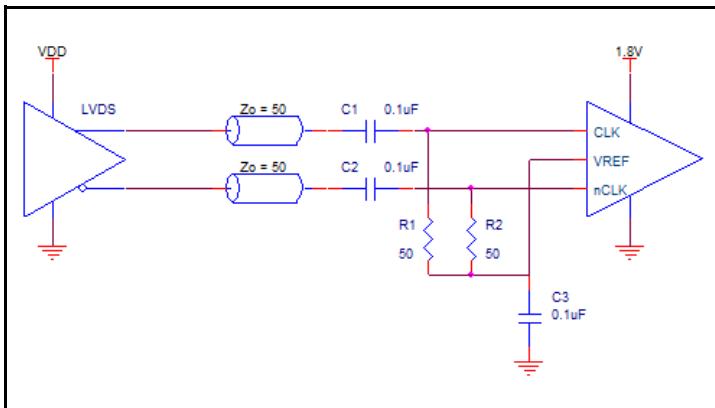 VDD
1.8V
LVDS
Zo = 50
C1
0.1uF
CLK
Zo = 50
C2
0.1uF
VREF
nCLK
R1
R2
50
50
C3
0.1uF